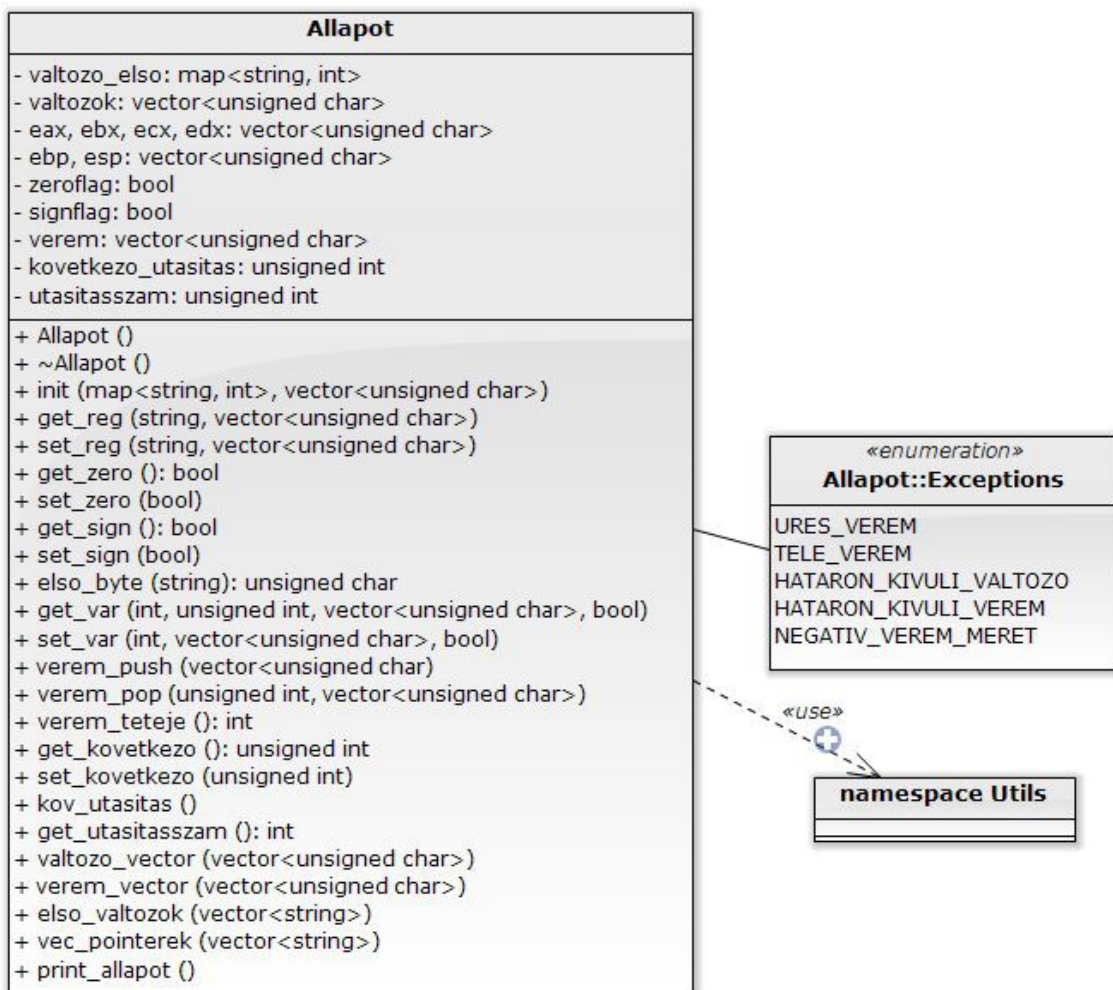 Allapot
- valtozo_elso: map<string, int>
- valtozok: vector<unsigned char>
- eax, ebx, ecx, edx: vector<unsigned char>
- ebp, esp: vector<unsigned char>
- zeroflag: bool
- signflag: bool
- verem: vector<unsigned char>
- kovetkezo_utasitas: unsigned int
- utasitasszam: unsigned int
+ Allapot ()
+ ~Allapot ()
+ init (map<string, int>, vector<unsigned char>)
+ get_reg (string, vector<unsigned char>)
+ set_reg (string, vector<unsigned char>)
+ get_zero (): bool
+ set_zero (bool)
+ get_sign (): bool
+ set_sign (bool)
+ elso_byte (string): unsigned char
+ get_var (int, unsigned int, vector<unsigned char>, bool)
+ set_var (int, vector<unsigned char>, bool)
+ verem_push (vector<unsigned char)
+ verem_pop (unsigned int, vector<unsigned char>)
+ verem_teteje (): int
+ get_kovetkezo (): unsigned int
+ set_kovetkezo (unsigned int)
+ kov_utasitas ()
+ get_utasitasszam (): int
+ valtozo_vector (vector<unsigned char>)
+ verem_vector (vector<unsigned char>)
+ elso_valtozok (vector<string>)
+ vec_pointerek (vector<string>)
+ print_allapot ()
«enumeration»
Allapot::Exceptions
URES_VEREM
TELE_VEREM
HATARON_KIVULI_VALTOZO
HATARON_KIVULI_VEREM
NEGATIV_VEREM_MERET
«use»
namespace Utils